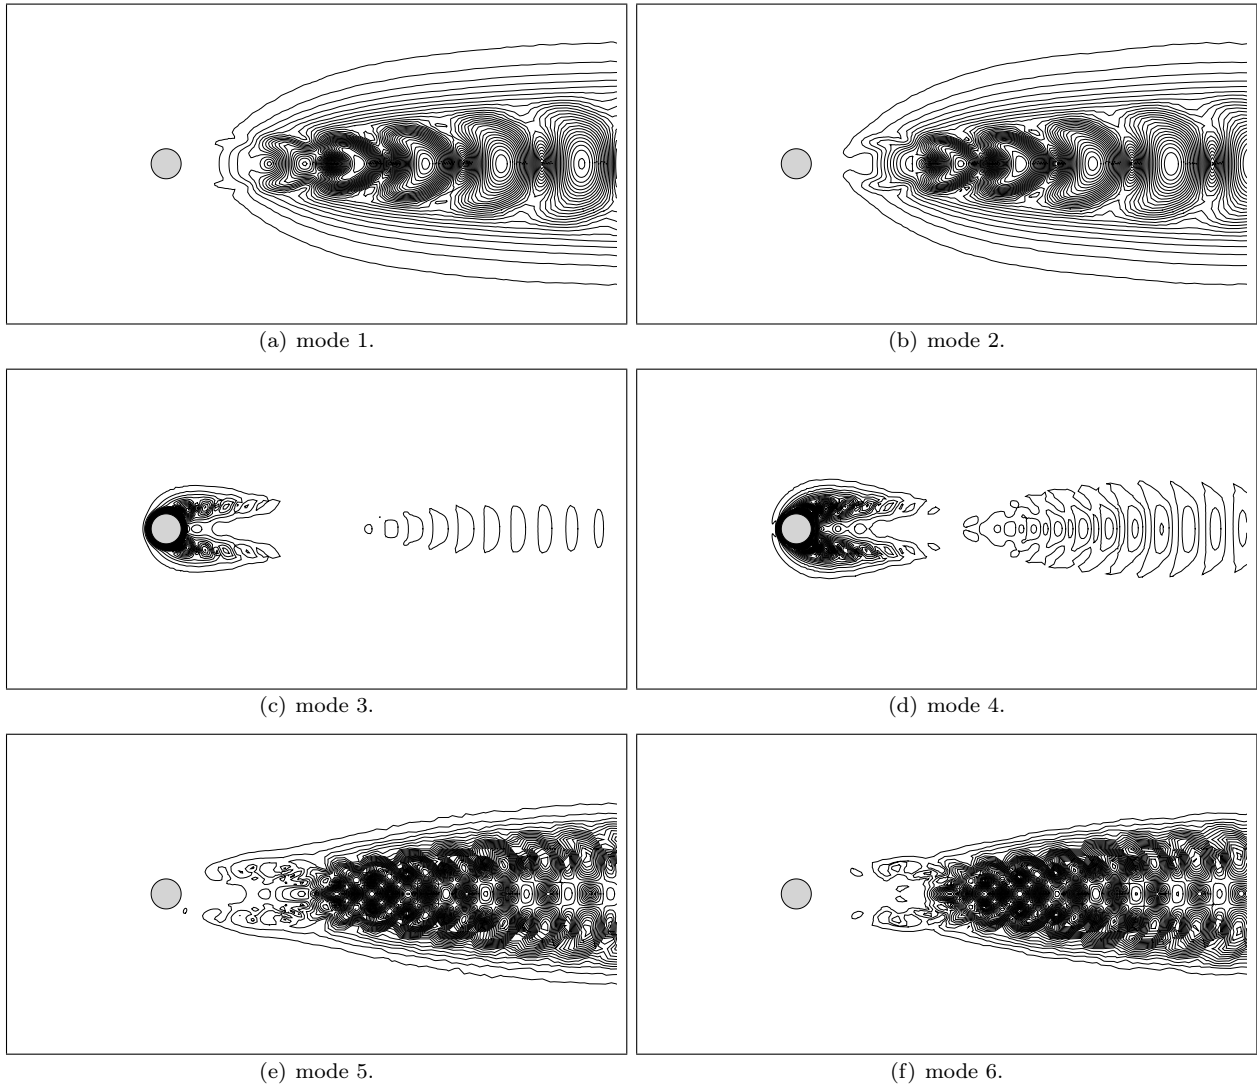 (a) mode 1.
(b) mode 2.
(c) mode 3.
(d) mode 4.
(e) mode 5.
(f) mode 6.